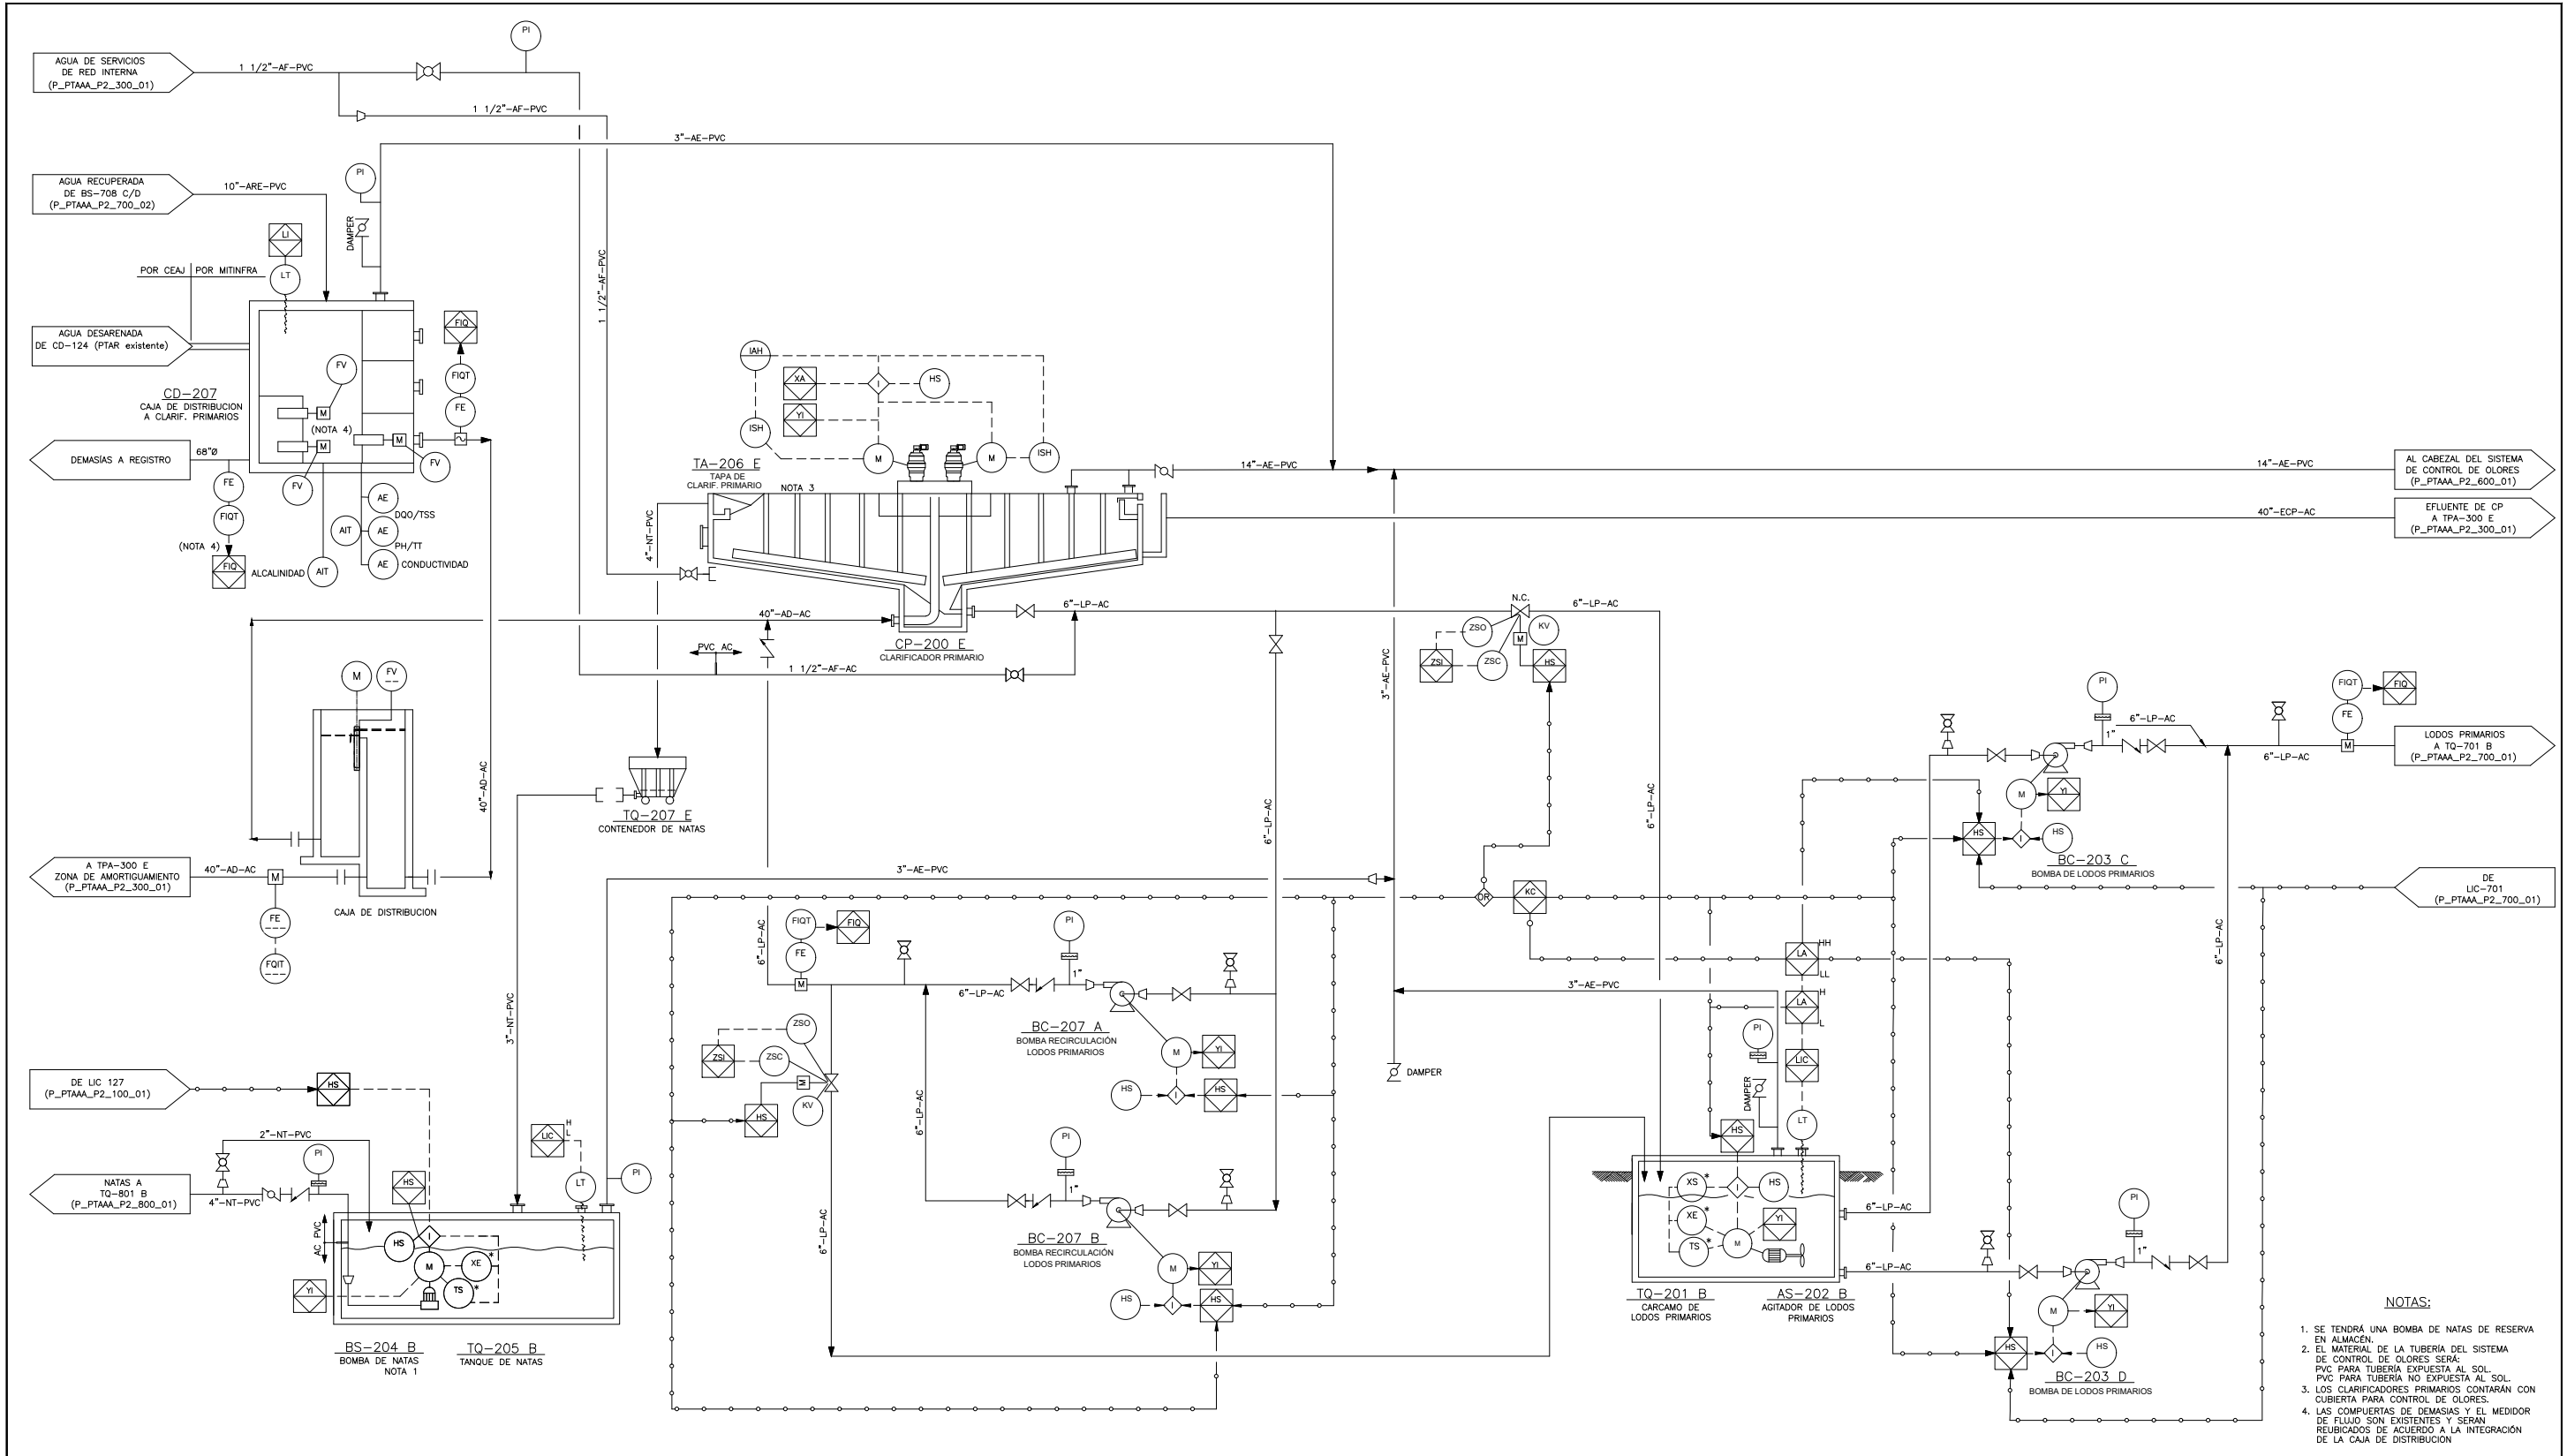 AGUA DE SERVICIOS
DE RED INTERNA
(P_PTAAA_P2_300_01)
1 1/2"-AF-PVC
PI
1 1/2"-AF-PVC
3"-AE-PVC
AGUA RECUPERADA
DE BS-708 C/D
(P_PTAAA_P2_700_02)
10"-ARE-PVC
PI
DAMPER
LI
LT
POR CEAJ
POR MITINFRA
1 1/2"-AF-PVC
AGUA DESARENADA
DE CD-124 (PTAR existente)
FIQ
FIQT
FE
FV
M
CD-207
CAJA DE DISTRIBUCION
A CLARIF. PRIMARIOS
(NOTA 4)
M
M
FV
FV
DEMASÍAS A REGISTRO
68"Ø
FE
FIQT
(NOTA 4)
FIQ
ALCALINIDAD
AIT
AIT
AE
DQO/TSS
AE
PH/TT
AE
CONDUCTIVIDAD
IAH
XA
I
HS
YI
ISH
M
M
ISH
TA-206 E
TAPA DE
CLARIF. PRIMARIO
NOTA 3
14"-AE-PVC
14"-AE-PVC
AL CABEZAL DEL SISTEMA
DE CONTROL DE OLORES
(P_PTAAA_P2_600_01)
40"-ECP-AC
EFLUENTE DE CP
A TPA-300 E
(P_PTAAA_P2_300_01)
4"-NT-PVC
40"-AD-AC
6"-LP-AC
CP-200 E
CLARIFICADOR PRIMARIO
PVC
AC
1 1/2"-AF-AC
N.C.
6"-LP-AC
ZSO
KV
M
ZSI
ZSC
HS
3"-AE-PVC
M
FV
40"-AD-AC
CAJA DE DISTRIBUCION
A TPA-300 E
ZONA DE AMORTIGUAMIENTO
(P_PTAAA_P2_300_01)
40"-AD-AC
M
FE
FQIT
TQ-207 E
CONTENEDOR DE NATAS
6"-LP-AC
6"-LP-AC
PI
6"-LP-AC
1"
FIQT
FIQ
FE
M
6"-LP-AC
LODOS PRIMARIOS
A TQ-701 B
(P_PTAAA_P2_700_01)
M
YI
HS
I
HS
BC-203 C
BOMBA DE LODOS PRIMARIOS
DE
LIC-701
(P_PTAAA_P2_700_01)
3"-AE-PVC
OR
KC
6"-LP-AC
FIQT
FIQ
FE
M
6"-LP-AC
PI
1"
BC-207 A
BOMBA RECIRCULACIÓN
LODOS PRIMARIOS
M
YI
HS
I
HS
ZSO
ZSI
ZSC
M
KV
HS
6"-LP-AC
6"-LP-AC
3"-NT-PVC
LA
HH
LL
LA
H
L
3"-AE-PVC
PI
LIC
DAMPER
DAMPER
LT
6"-LP-AC
DE LIC 127
(P_PTAAA_P2_100_01)
HS
2"-NT-PVC
PI
NATAS A
TQ-801 B
(P_PTAAA_P2_800_01)
4"-NT-PVC
HS
LIC
H
L
LT
PI
AC
PVC
HS
I
M
XE
*
TS
*
YI
BS-204 B
BOMBA DE NATAS
NOTA 1
TQ-205 B
TANQUE DE NATAS
PI
1"
BC-207 B
BOMBA RECIRCULACIÓN
LODOS PRIMARIOS
M
YI
HS
I
HS
HS
XS
*
I
HS
XE
*
YI
TS
*
M
TQ-201 B
CARCAMO DE
LODOS PRIMARIOS
AS-202 B
AGITADOR DE LODOS
PRIMARIOS
6"-LP-AC
6"-LP-AC
PI
1"
M
YI
HS
I
HS
BC-203 D
BOMBA DE LODOS PRIMARIOS
NOTAS:
1. SE TENDRÁ UNA BOMBA DE NATAS DE RESERVA
EN ALMACÉN.
2. EL MATERIAL DE LA TUBERÍA DEL SISTEMA
DE CONTROL DE OLORES SERÁ:
PVC PARA TUBERÍA EXPUESTA AL SOL.
PVC PARA TUBERÍA NO EXPUESTA AL SOL.
3. LOS CLARIFICADORES PRIMARIOS CONTARÁN CON
CUBIERTA PARA CONTROL DE OLORES.
4. LAS COMPUERTAS DE DEMASIAS Y EL MEDIDOR
DE FLUJO SON EXISTENTES Y SERAN
REUBICADOS DE ACUERDO A LA INTEGRACIÓN
DE LA CAJA DE DISTRIBUCION